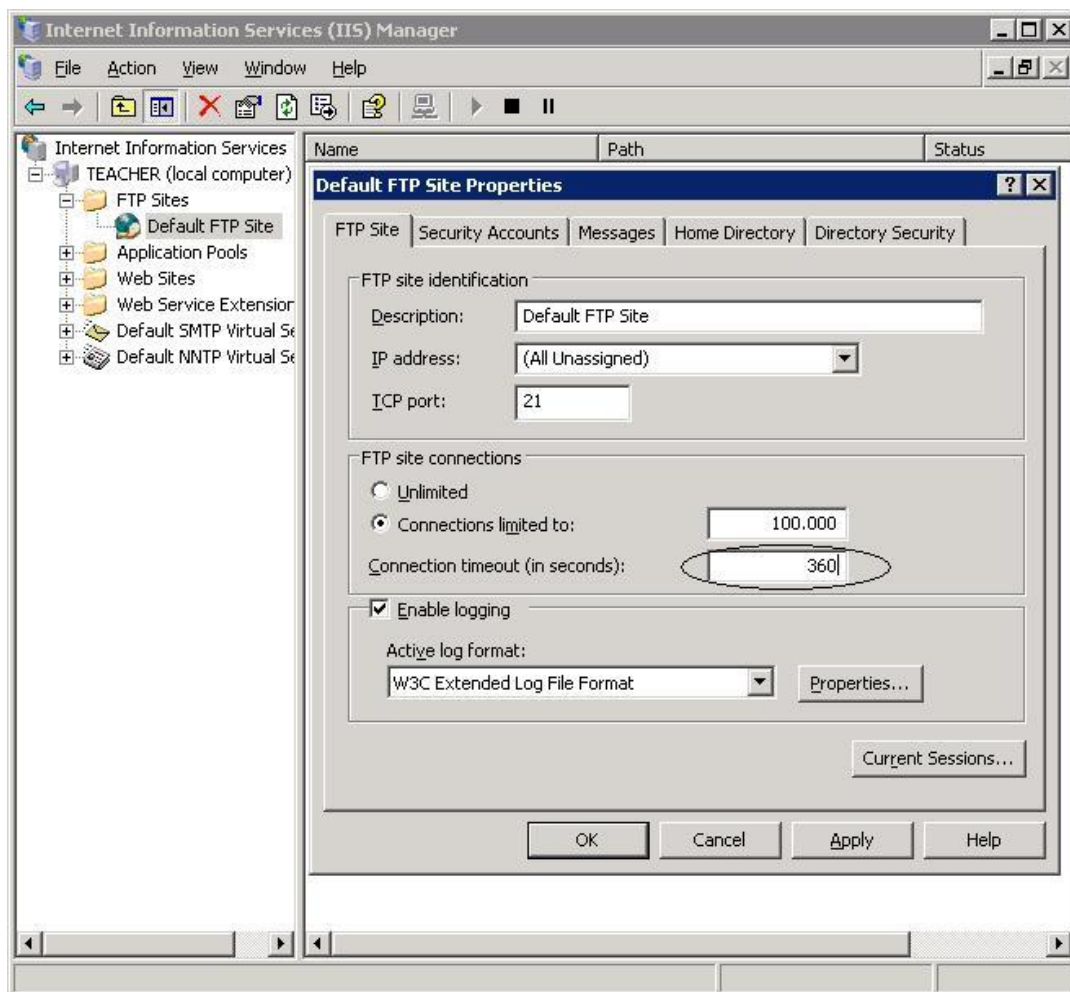 Internet Information Services (IIS) Manager
File Action View Window Help
Internet Information Services
TEACHER (local computer)
FTP Sites
Default FTP Site
Application Pools
Web Sites
Web Service Extension
Default SMTP Virtual Se
Default NNTP Virtual Se
Name Path Status
Default FTP Site Properties
FTP Site Security Accounts Messages Home Directory Directory Security
FTP site identification
Description: Default FTP Site
IP address: (All Unassigned)
TCP port: 21
FTP site connections
Unlimited
Connections limited to: 100.000
Connection timeout (in seconds): 360
Enable logging
Active log format:
W3C Extended Log File Format Properties...
Current Sessions...
OK Cancel Apply Help